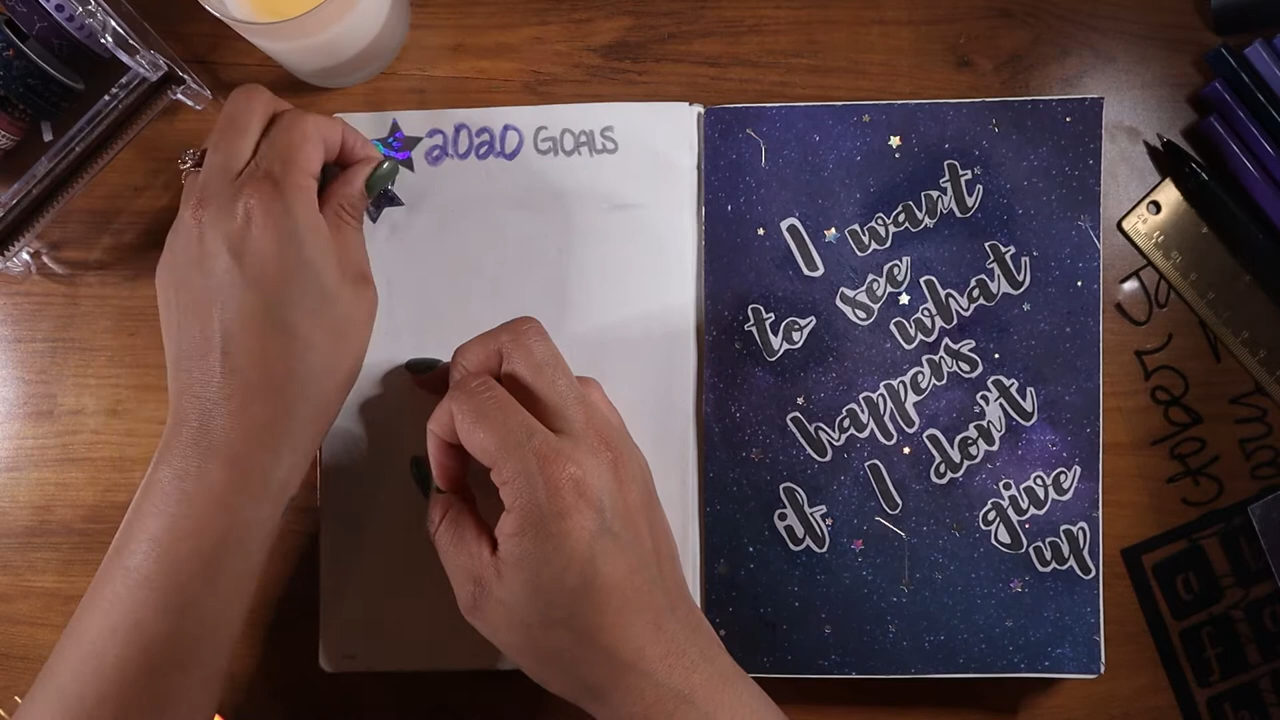 2020 GOALS
I want
to see what
happens
if I don't
give
up